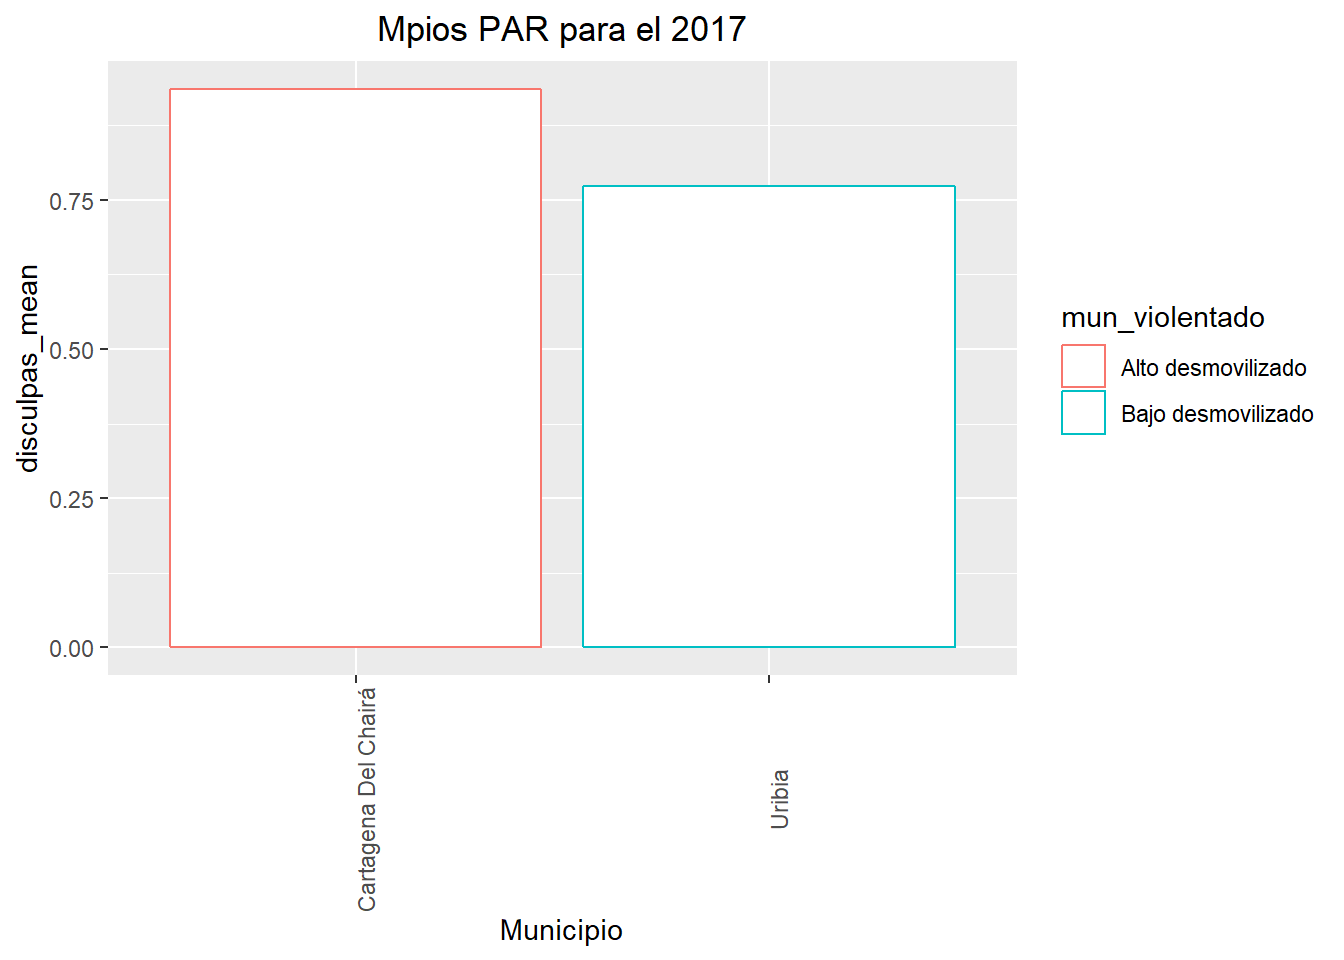 Mpios PAR para el 2017
disculpas_mean
0.75
0.50
0.25
0.00
Cartagena Del Chairá
Uribia
Municipio
mun_violentado
Alto desmovilizado
Bajo desmovilizado